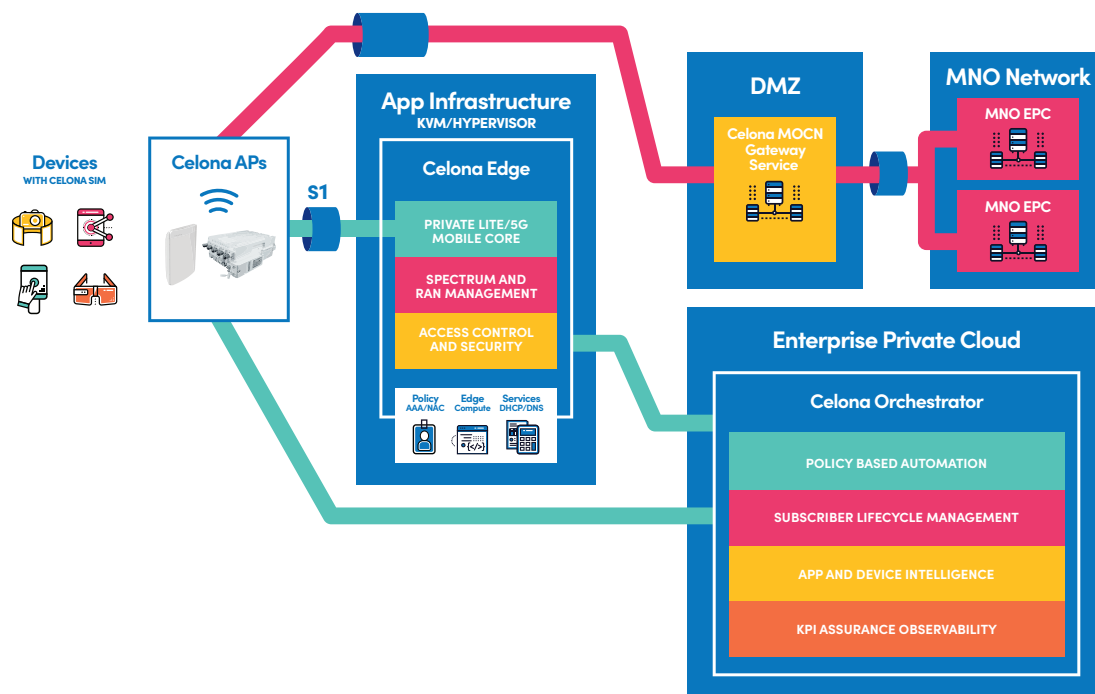 Devices
WITH CELONA SIM
Celona APs
S1
App Infrastructure
KVM/HYPERVISOR
Celona Edge
PRIVATE LITE/5G
MOBILE CORE
SPECTRUM AND
RAN MANAGEMENT
ACCESS CONTROL
AND SECURITY
Policy
AAA/NAC
Edge
Compute
Services
DHCP/DNS
DMZ
Celona MOCN
Gateway
Service
MNO Network
MNO EPC
MNO EPC
Enterprise Private Cloud
Celona Orchestrator
POLICY BASED AUTOMATION
SUBSCRIBER LIFECYCLE MANAGEMENT
APP AND DEVICE INTELLIGENCE
KPI ASSURANCE OBSERVABILITY